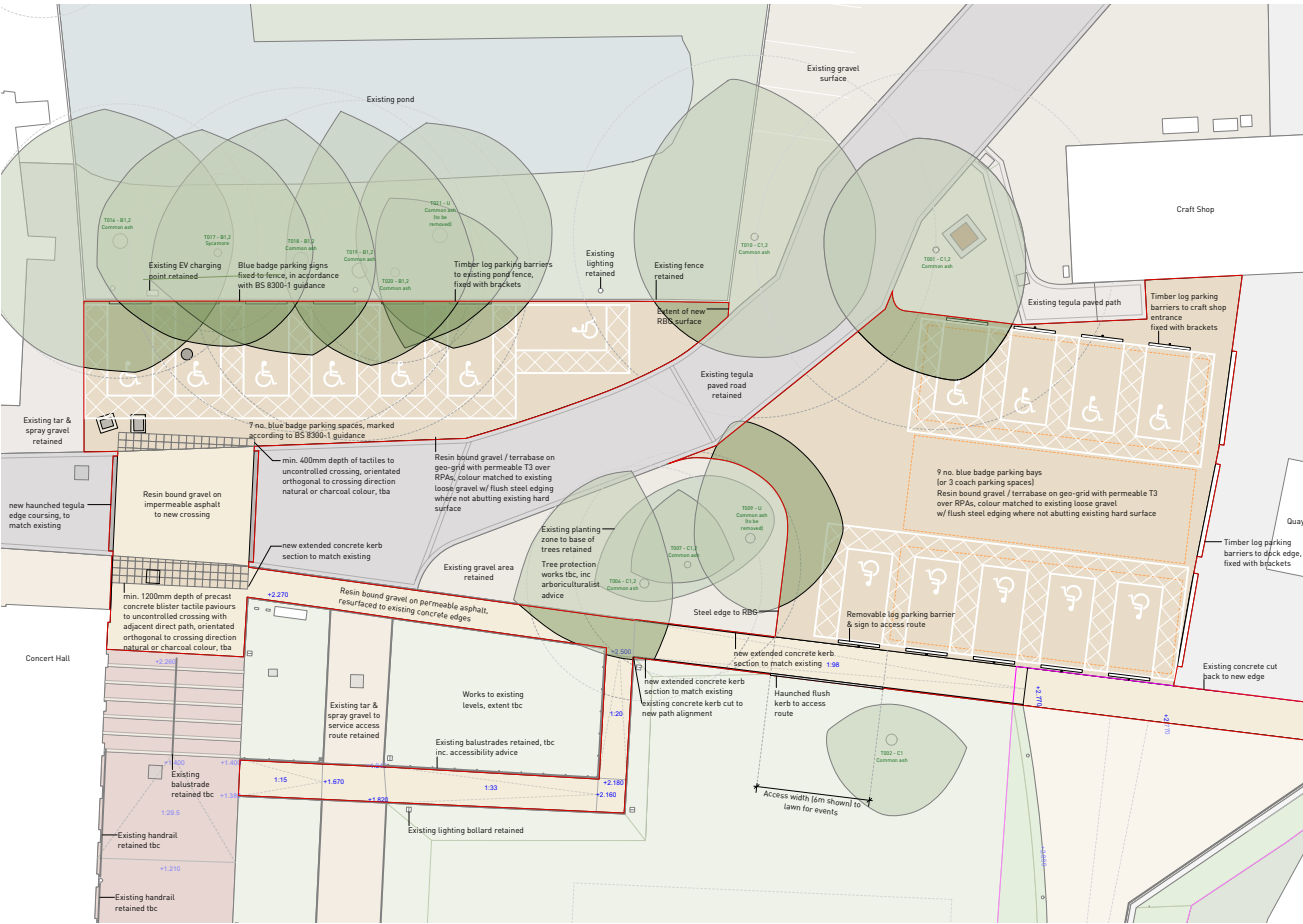 Existing gravel
surface
Existing pond
Craft Shop
T016 - B1,2
Common ash
T017 - B1,2
Sycamore
T018 - B1,2
Common ash
T019 - B1,2
Common ash
T020 - B2,2
Common ash
T021 - U
Common ash
(to be
removed)
T010 - C1,2
Common ash
T001 - C1,2
Common ash
Existing EV charging
point retained
Blue badge parking signs
fixed to fence, in accordance
with BS 8300-1 guidance
Timber log parking barriers
to existing pond fence,
fixed with brackets
Existing
lighting
retained
Existing fence
retained
Extent of new
RBG surface
Existing tegula paved path
Timber log parking
barriers to craft shop
entrance
fixed with brackets
Existing tegula
paved road
retained
Existing tar &
spray gravel
retained
7 no. blue badge parking spaces, marked
according to BS 8300-1 guidance
min. 400mm depth of tactiles to
uncontrolled crossing, orientated
orthogonal to crossing direction
natural or charcoal colour, tba
Resin bound gravel / terrabase on
geo-grid with permeable T3 over
RPAs, colour matched to existing
loose gravel w/ flush steel edging
where not abutting existing hard
surface
Resin bound gravel on
impermeable asphalt
to new crossing
new haunched tegula
edge coursing, to
match existing
9 no. blue badge parking bays
(or 3 coach parking spaces)
Resin bound gravel / terrabase on geo-grid with permeable T3
over RPAs, colour matched to existing loose gravel
w/ flush steel edging where not abutting existing hard surface
Quay
Existing planting
zone to base of
trees retained
Tree protection
works tbc, inc
arboriculturalist
advice
T009 - U
Common ash
(to be
removed)
T007 - C1,2
Common ash
T004 - C1,2
Common ash
new extended concrete kerb
section to match existing
Existing gravel area
retained
Timber log parking
barriers to dock edge,
fixed with brackets
min. 1200mm depth of precast
concrete blister tactile paviours
to uncontrolled crossing with
adjacent direct path, orientated
orthogonal to crossing direction
natural or charcoal colour, tba
+2.270
Resin bound gravel on permeable asphalt,
resurfaced to existing concrete edges
Steel edge to RBG
Removable log parking barrier
& sign to access route
Concert Hall
+2.260
+2.500
new extended concrete kerb
section to match existing
1:98
Existing concrete cut
back to new edge
new extended concrete kerb
section to match existing
existing concrete kerb cut to
new path alignment
Haunched flush
kerb to access
route
+2.770
+2.770
Works to existing
levels, extent tbc
Existing tar &
spray gravel to
service access
route retained
1:20
Existing balustrades retained, tbc
inc. accessibility advice
T002 - C1
Common ash
+1.400
Existing
balustrade
retained tbc
1:15
+1.670
1:33
+2.180
+2.160
+1.820
Access width (6m shown) to
lawn for events
1:29.5
Existing lighting bollard retained
Existing handrail
retained tbc
+1.210
Existing handrail
retained tbc